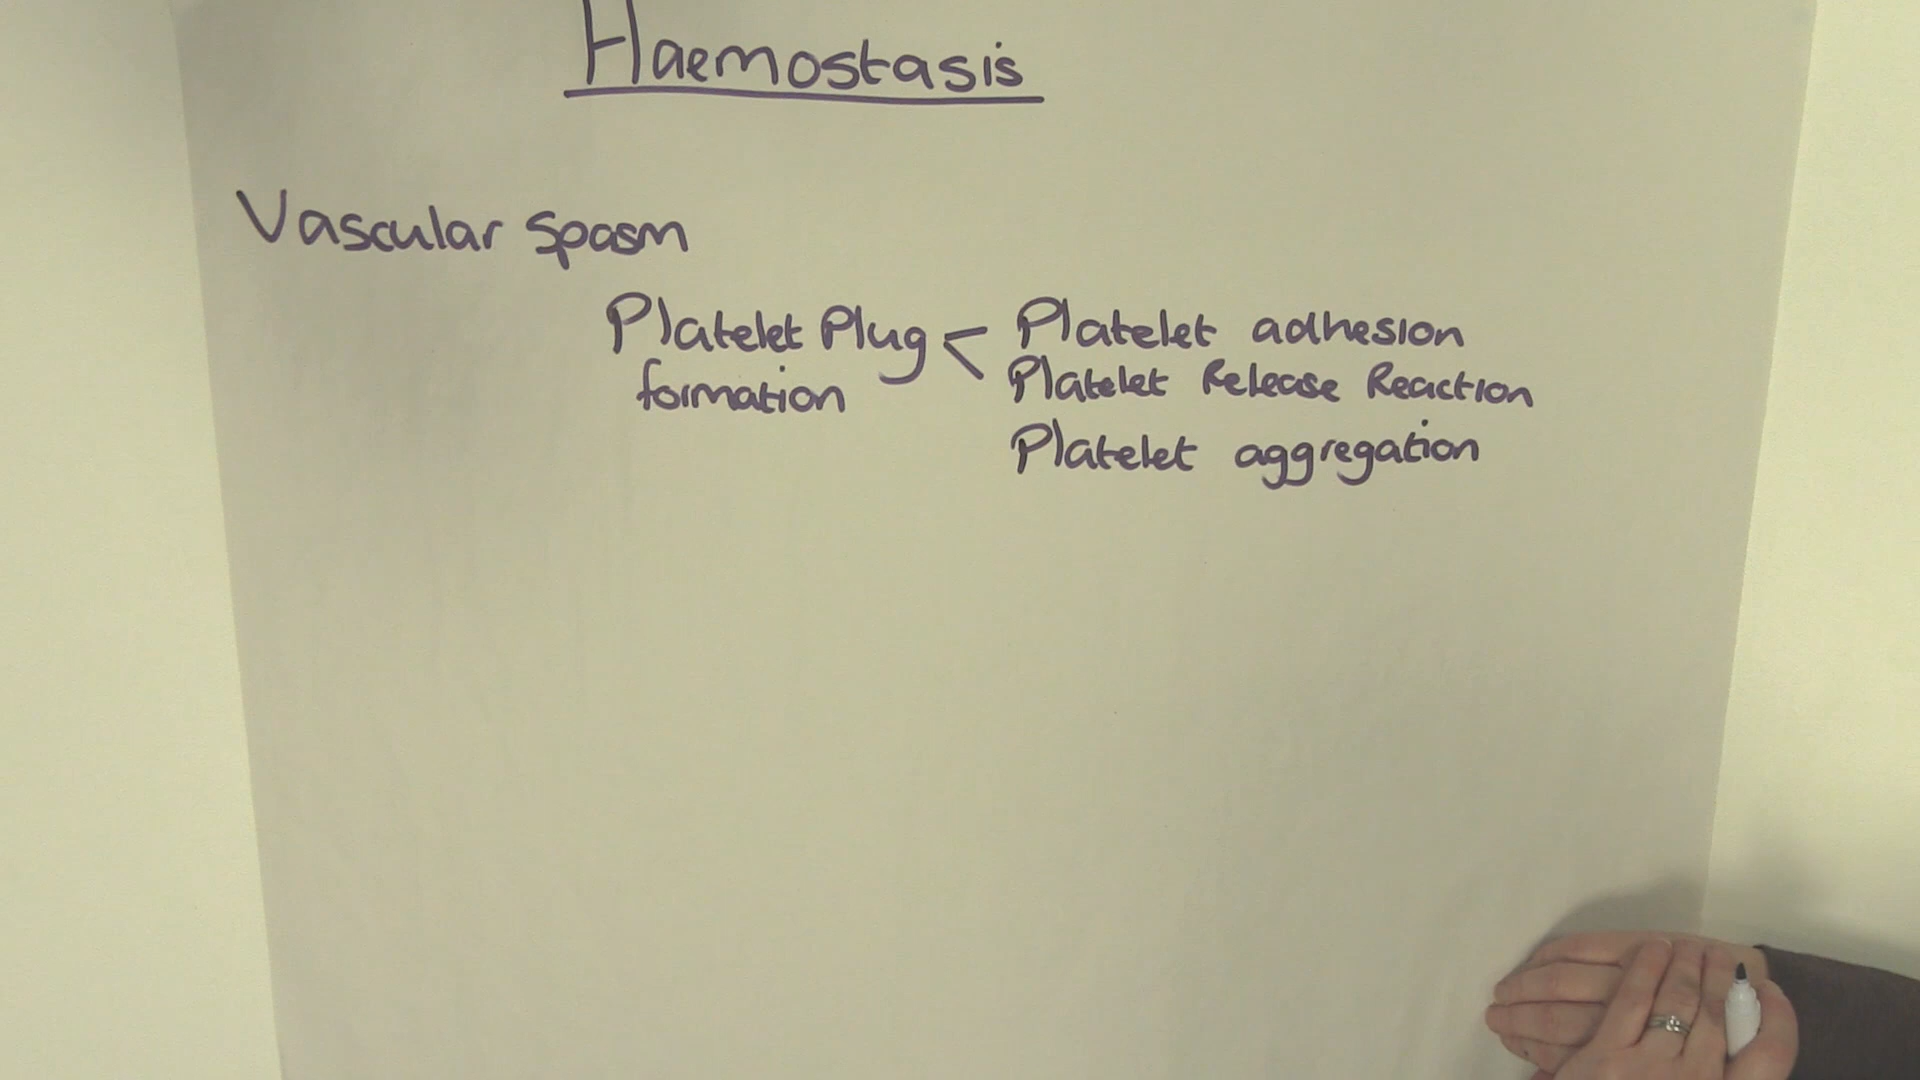 Haemostasis
Vascular spasm
Platelet Plug < Platelet adhesion
formation
Platelet Release Reaction
Platelet aggregation